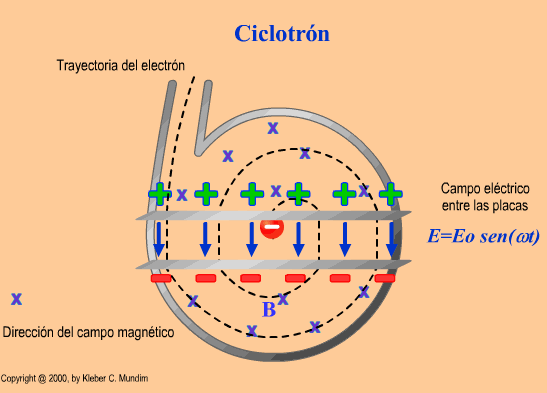 Ciclotrón
Trayectoria del electrón
Campo eléctrico
entre las placas
E=Eo sen(ωt)
B
x
Dirección del campo magnético
Copyright @ 2000, by Kleber C. Mundim